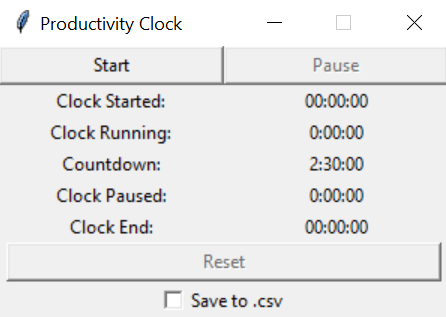 Productivity Clock
Start Pause
Clock Started: 00:00:00
Clock Running: 0:00:00
Countdown: 2:30:00
Clock Paused: 0:00:00
Clock End: 00:00:00
Reset
Save to .csv